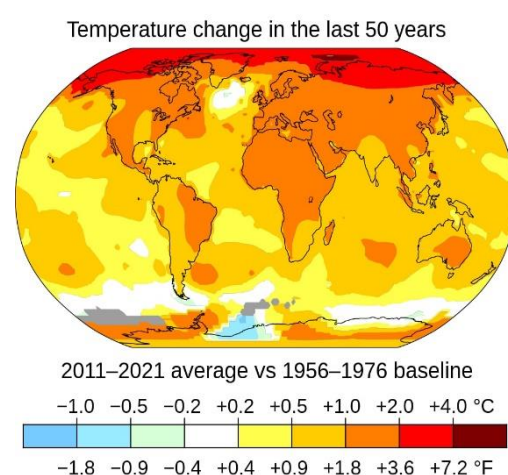 Temperature change in the last 50 years
2011–2021 average vs 1956–1976 baseline
−1.0 −0.5 −0.2 +0.2 +0.5 +1.0 +2.0 +4.0 °C
−1.8 −0.9 −0.4 +0.4 +0.9 +1.8 +3.6 +7.2 °F